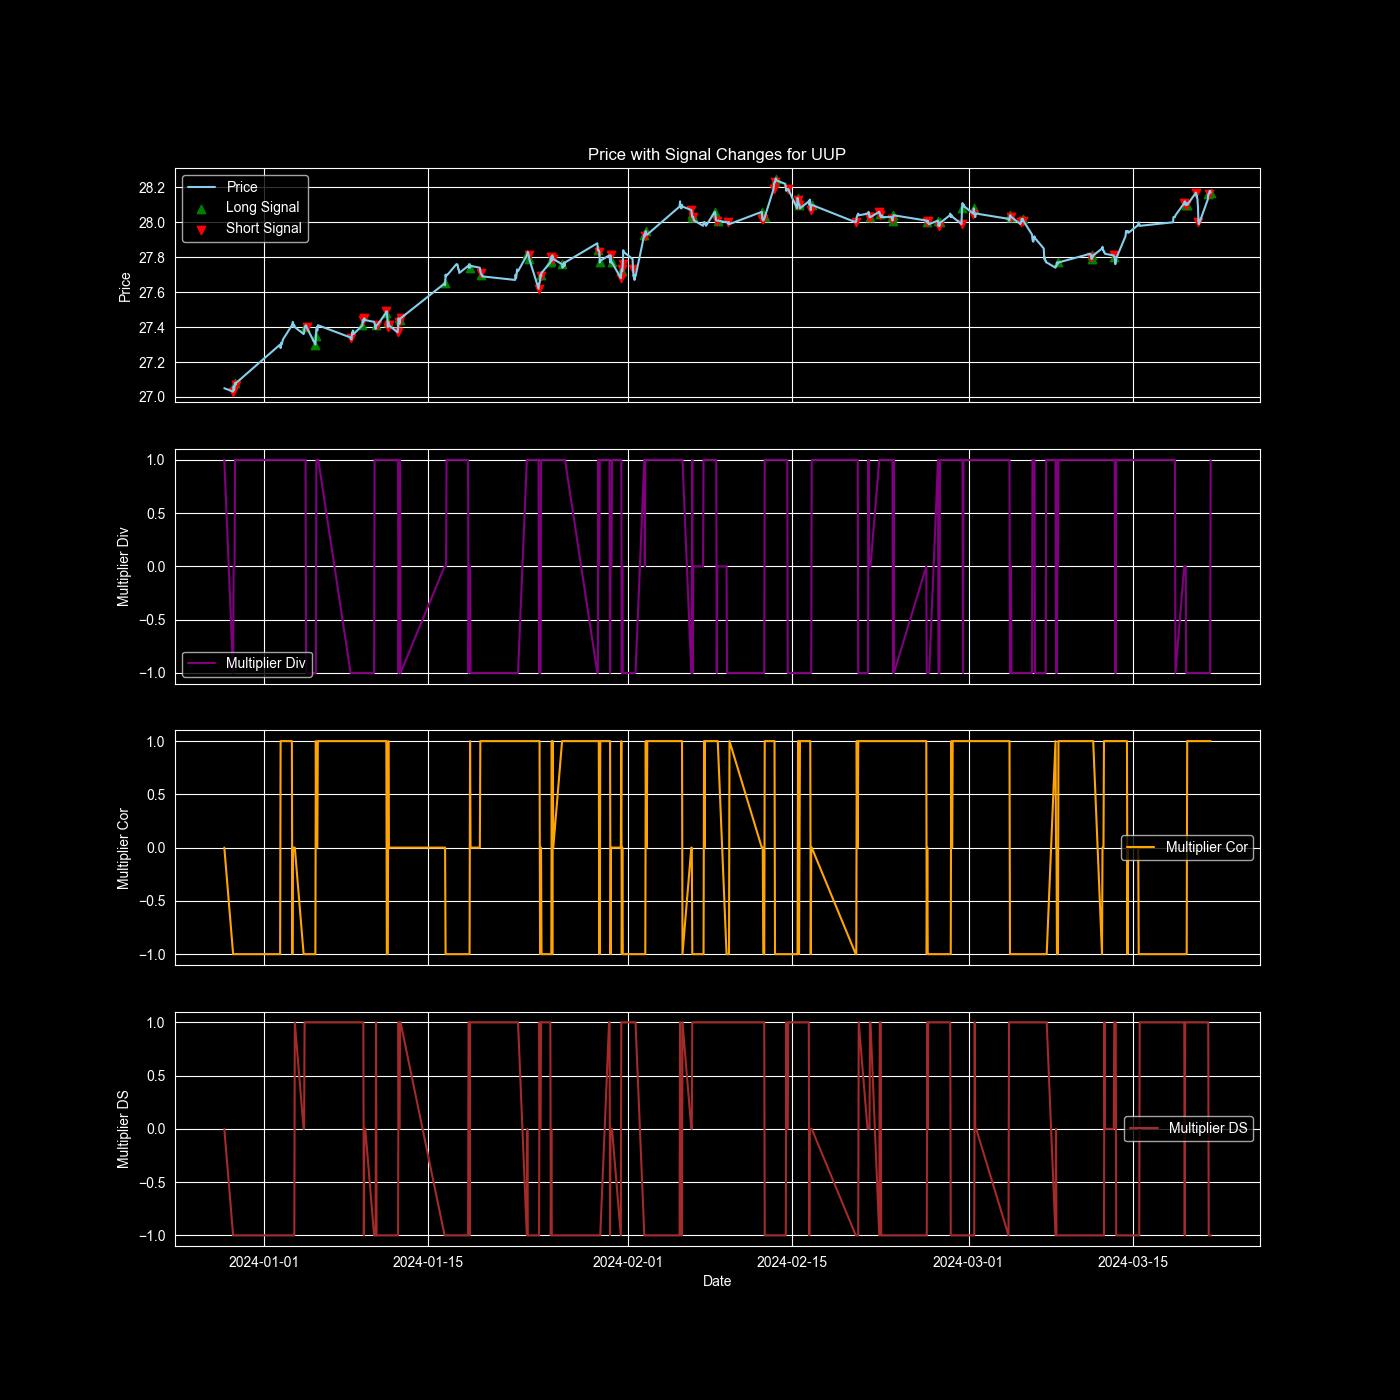 Price with Signal Changes for UUP
Price
Long Signal
Short Signal
28.2
28.0
27.8
27.6
27.4
27.2
27.0
Price
1.0
0.5
0.0
−0.5
−1.0
Multiplier Div
Multiplier Div
1.0
0.5
0.0
−0.5
−1.0
Multiplier Cor
Multiplier Cor
1.0
0.5
0.0
−0.5
−1.0
Multiplier DS
Multiplier DS
2024-01-01 2024-01-15 2024-02-01 2024-02-15 2024-03-01 2024-03-15
Date